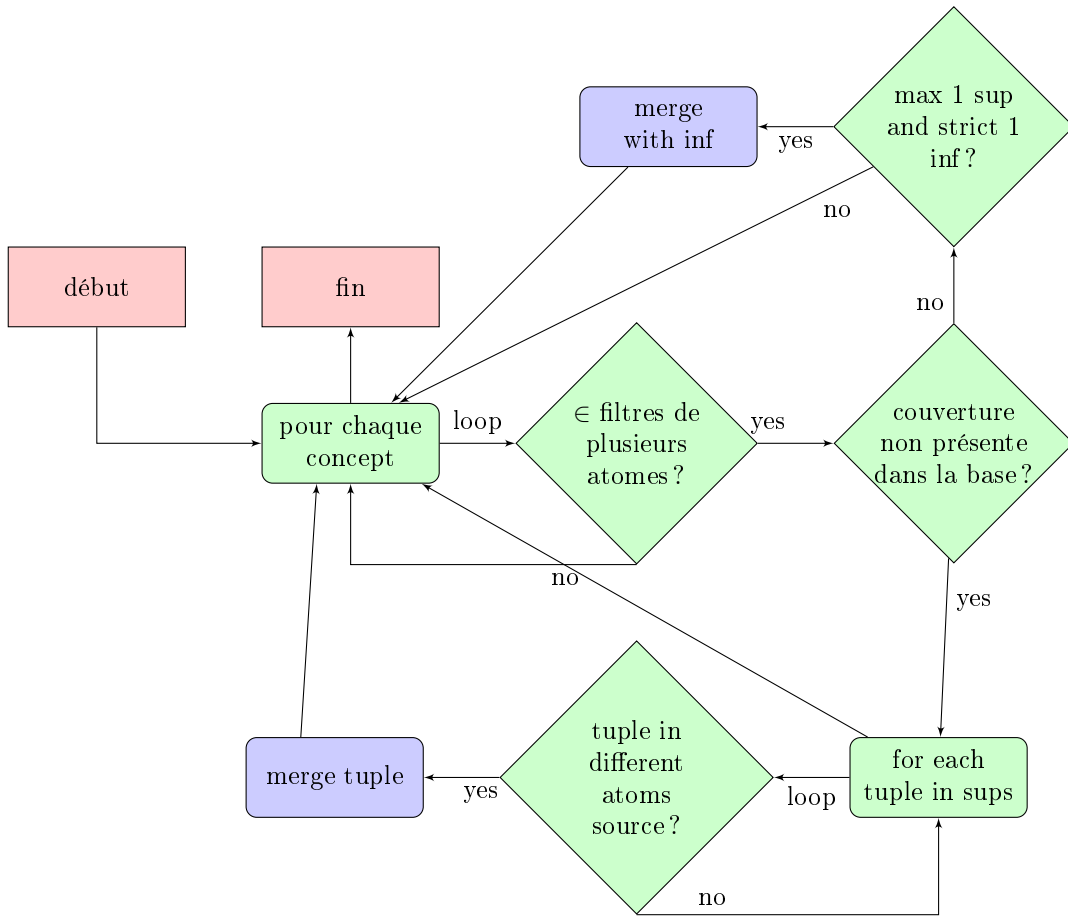 max 1 sup
and strict 1
inf ?
merge
with inf
yes
no
début
fin
no
pour chaque
concept
loop
∈ filtres de
plusieurs
atomes ?
yes
couverture
non présente
dans la base ?
no
yes
tuple in
different
atoms
source ?
merge tuple
yes
loop
for each
tuple in sups
no